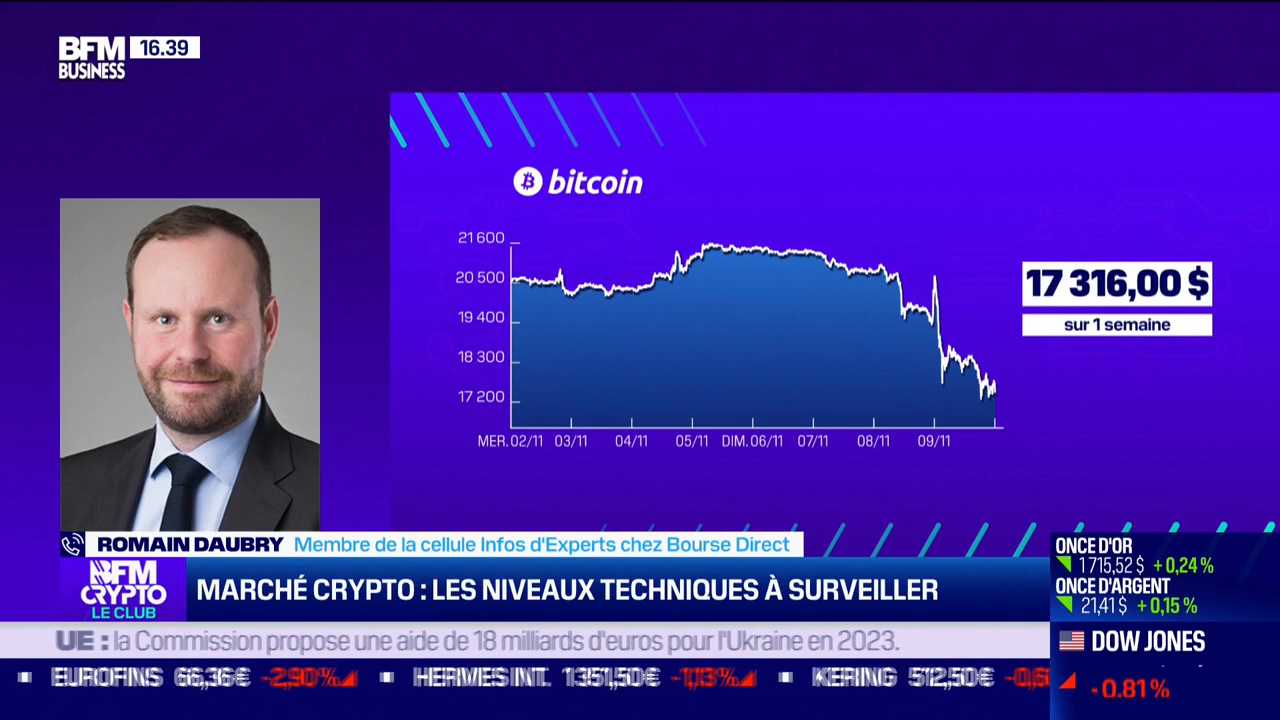 BFM 16.39
BUSINESS
bitcoin
21 600
20 500
19 400
18 300
17 200
MER. 02/11 03/11 04/11 05/11 DIM. 06/11 07/11 08/11 09/11
17 316,00 $
sur 1 semaine
ROMAIN DAUBRY Membre de la cellule Infos d'Experts chez Bourse Direct
BFM
CRYPTO
LE CLUB
MARCHÉ CRYPTO : LES NIVEAUX TECHNIQUES À SURVEILLER
ONCE D'OR
1 715,52 $ +0,24 %
ONCE D'ARGENT
21,41 $ + 0,15 %
UE : la Commission propose une aide de 18 milliards d'euros pour l'Ukraine en 2023.
DOW JONES
-0.81 %
EUROFINS 66,36€ -2,90% HERMES INT. 1351,50€ -1,13% KERING 512,50€